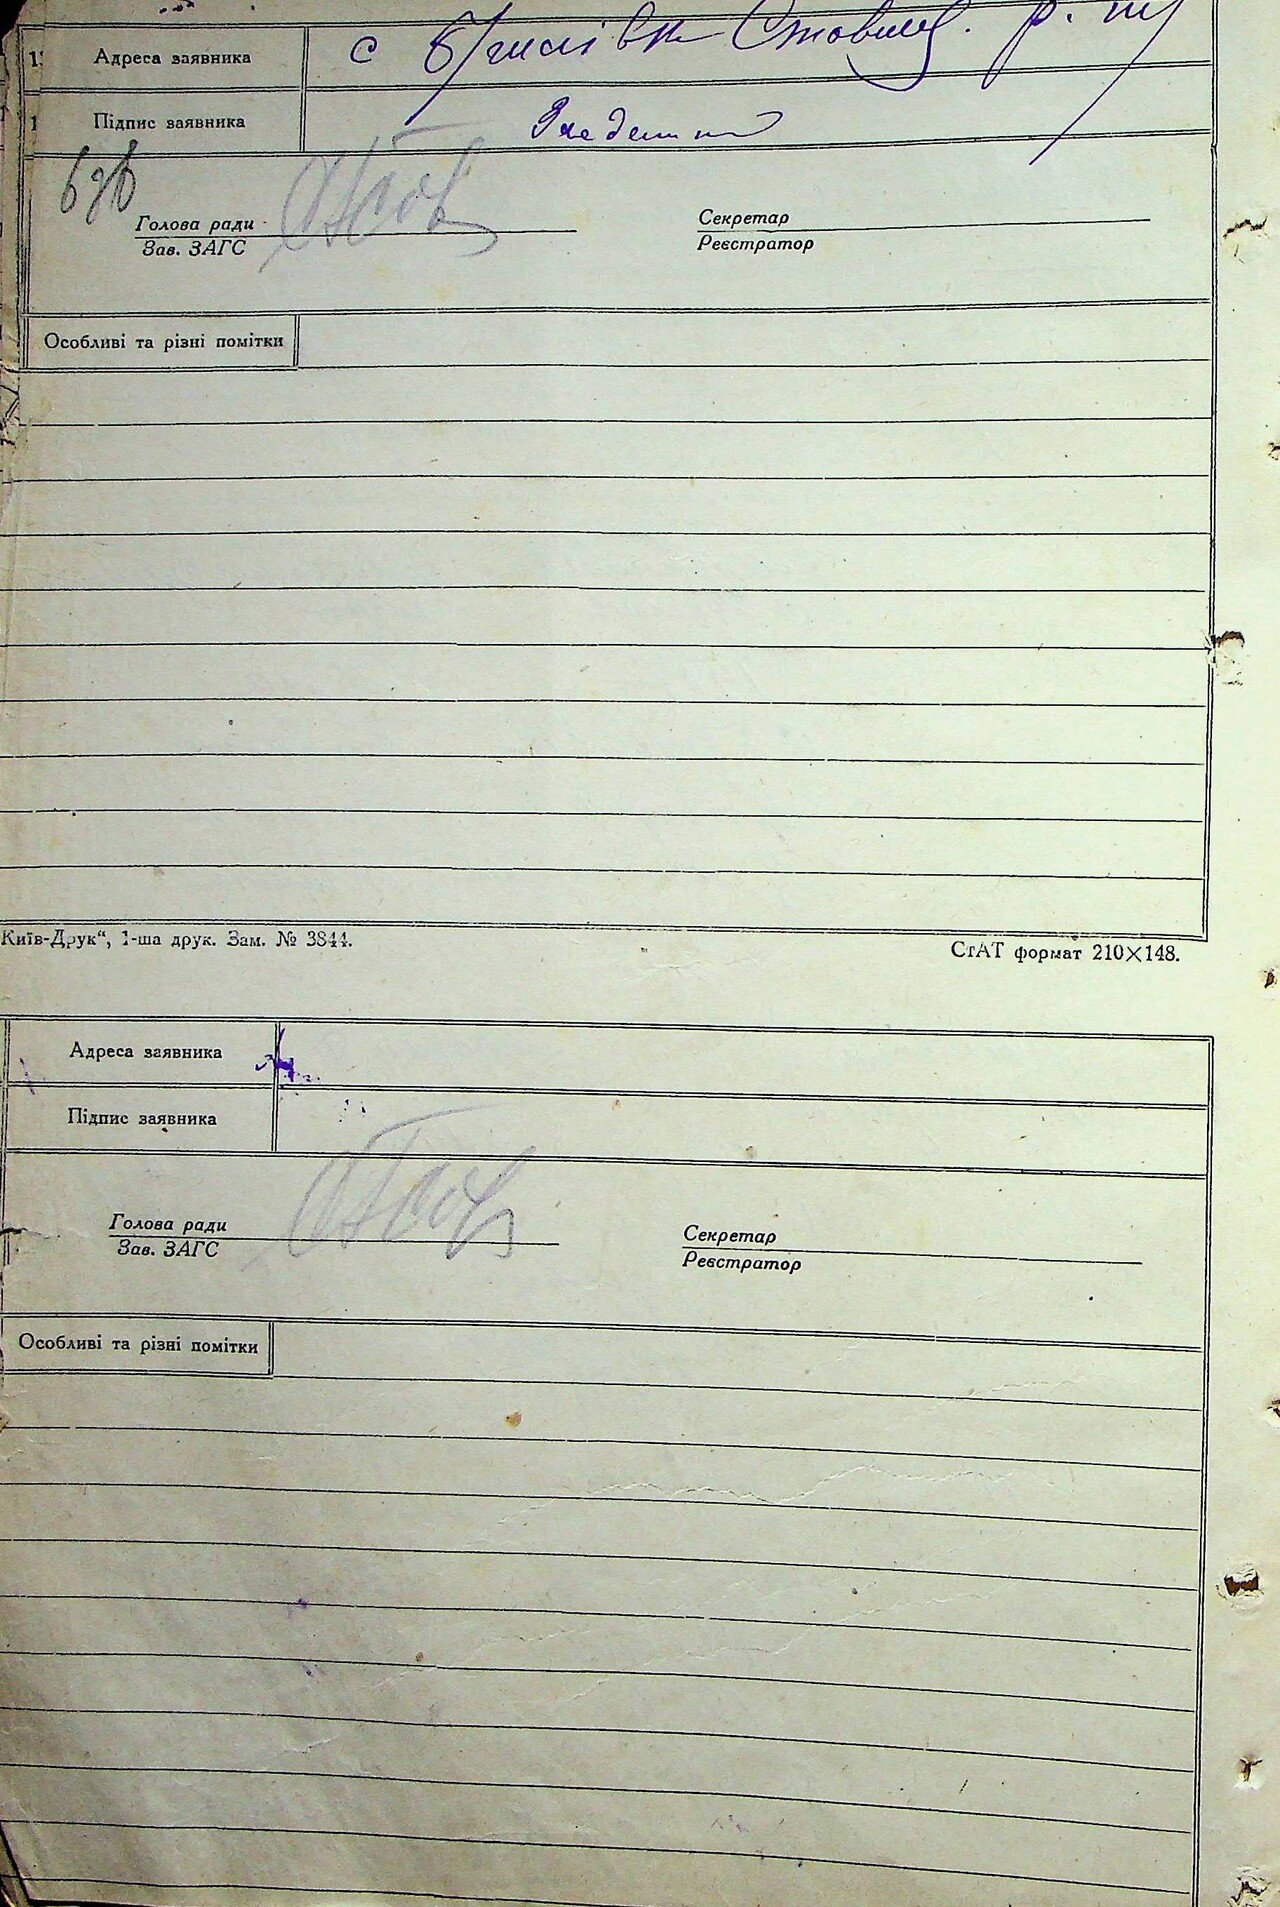 Адреса заявника с
Підпис заявника
Голова ради Секретар
Зав. ЗАГС Реєстратор
Особливі та різні помітки
Київ-Друк“, 1-ша друк. Зам. № 3844. СтАТ формат 210×148.
Адреса заявника
Підпис заявника
Голова ради Секретар
Зав. ЗАГС Реєстратор
Особливі та різні помітки